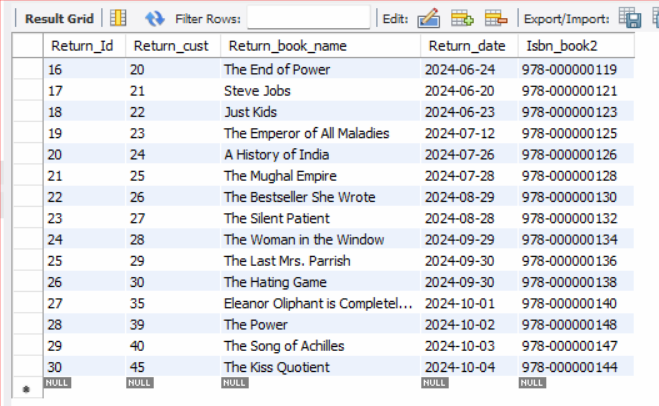 Result Grid Filter Rows: Edit: Export/Import:
Return_Id Return_cust Return_book_name Return_date Isbn_book2
16 20 The End of Power 2024-06-24 978-000000119
17 21 Steve Jobs 2024-06-20 978-000000121
18 22 Just Kids 2024-06-23 978-000000123
19 23 The Emperor of All Maladies 2024-07-12 978-000000125
20 24 A History of India 2024-07-26 978-000000126
21 25 The Mughal Empire 2024-07-28 978-000000128
22 26 The Bestseller She Wrote 2024-08-29 978-000000130
23 27 The Silent Patient 2024-08-28 978-000000132
24 28 The Woman in the Window 2024-09-29 978-000000134
25 29 The Last Mrs. Parrish 2024-09-30 978-000000136
26 30 The Hating Game 2024-09-30 978-000000138
27 35 Eleanor Oliphant is Completel... 2024-10-01 978-000000140
28 39 The Power 2024-10-02 978-000000148
29 40 The Song of Achilles 2024-10-03 978-000000147
30 45 The Kiss Quotient 2024-10-04 978-000000144
NULL NULL NULL NULL NULL